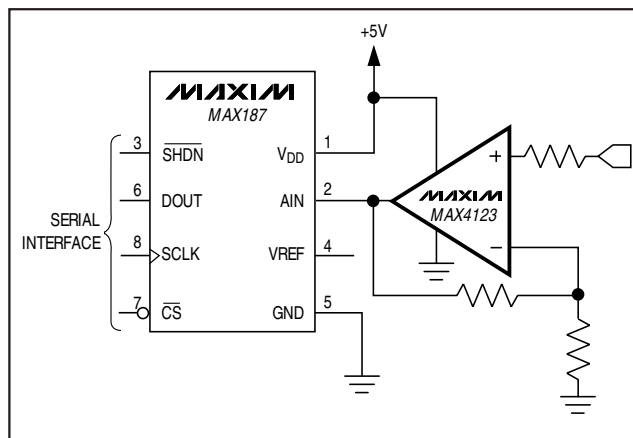 +5V
MAXIM
MAX187
3
SHDN
1
VDD
6
DOUT
2
AIN
+
MAXIM
MAX4123
−
SERIAL
INTERFACE
8
SCLK
4
VREF
7
CS
5
GND